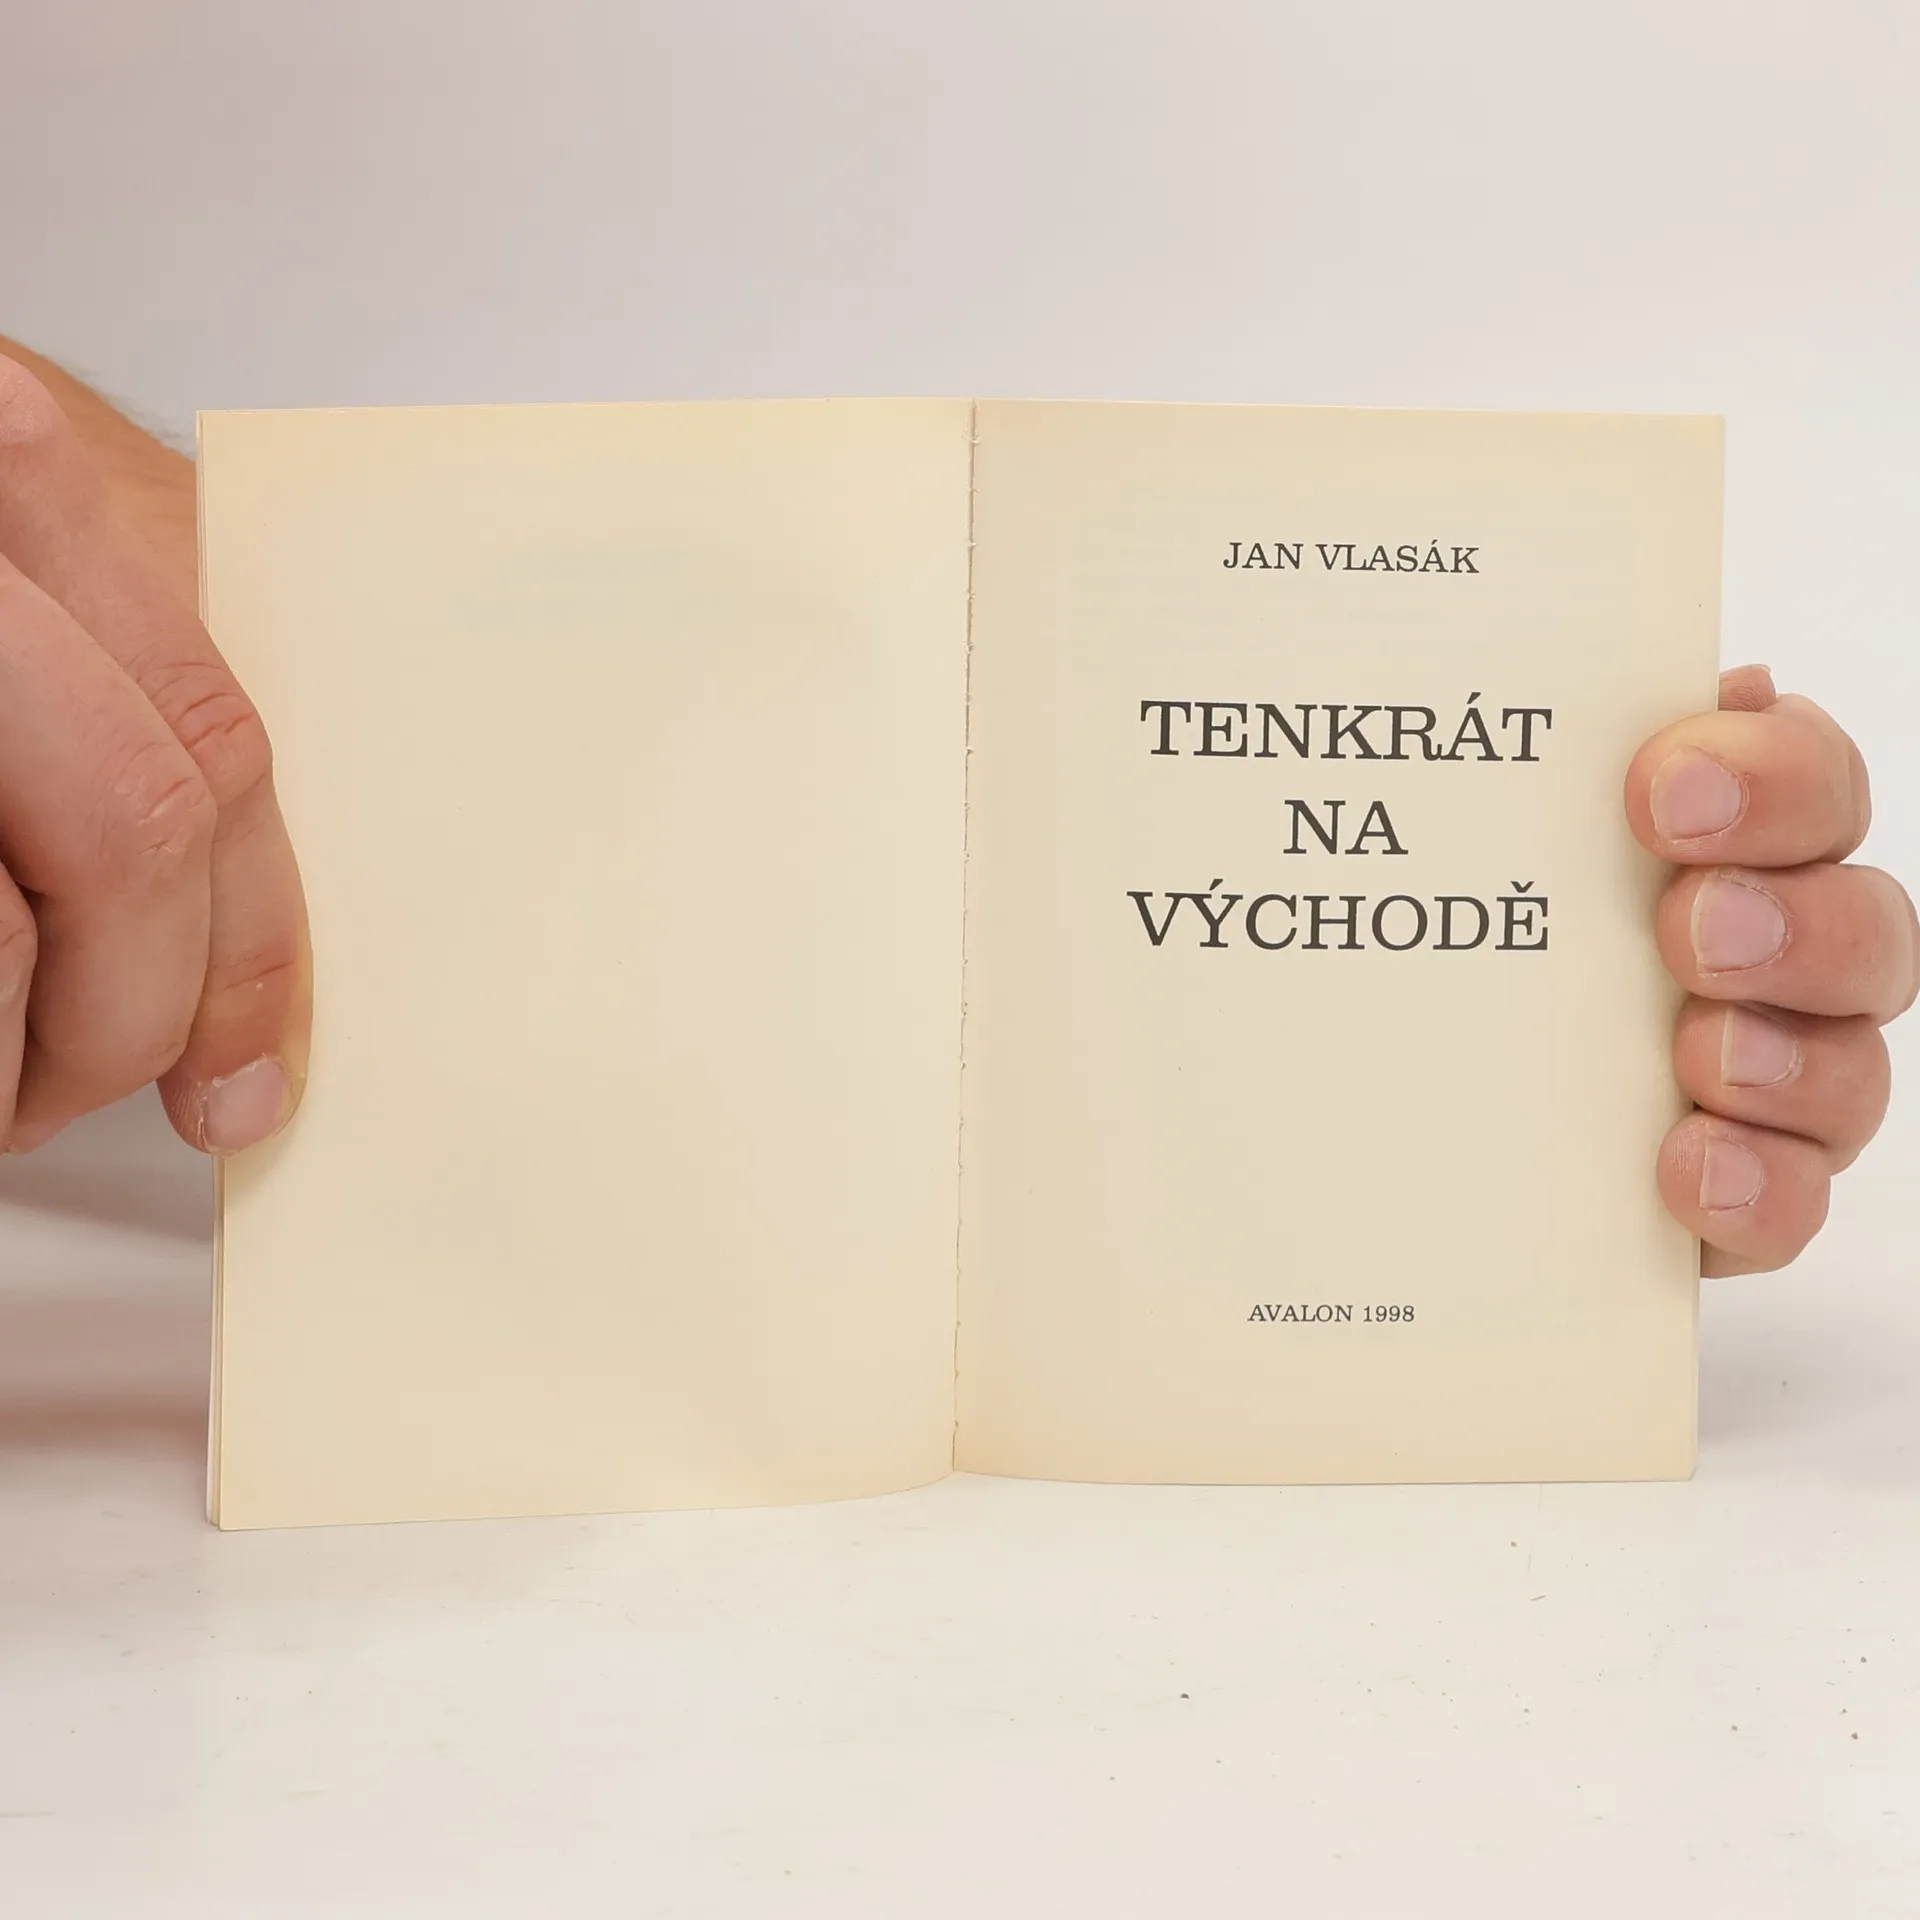 JAN VLASÁK
TENKRÁT
NA
VÝCHODĚ
AVALON 1998